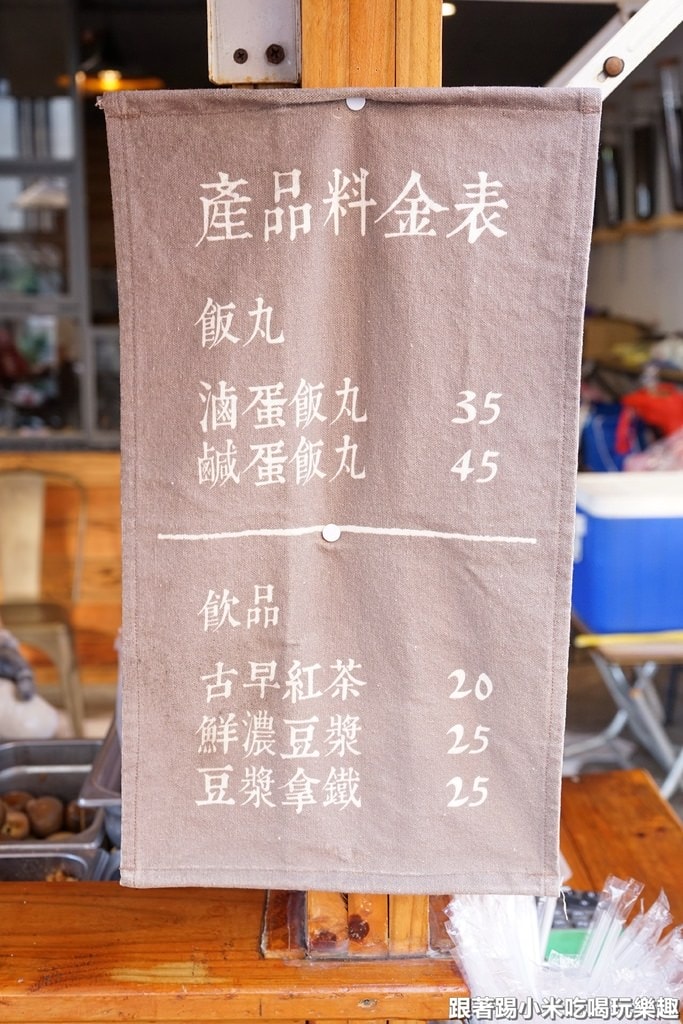 產品料金表
飯丸
滷蛋飯丸 35
鹹蛋飯丸 45
飲品
古早紅茶 20
鮮濃豆漿 25
豆漿拿鐵 25
跟著踢小米吃喝玩樂趣